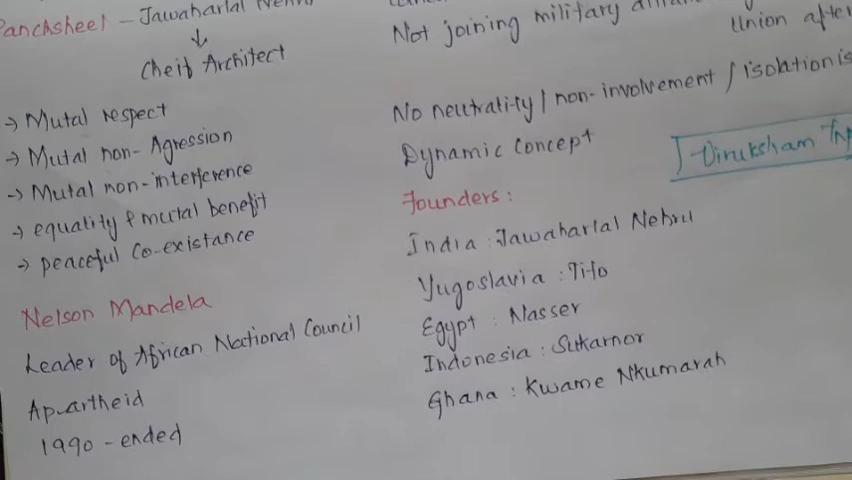 Panchsheel - Jawaharlal Nehru
↓
Cheif Architect
→ Mutal respect
→ Mutal non-Agression
→ Mutal non-interference
→ equality & mutal benefit
→ peaceful co-existance
Nelson Mandela
Leader of African National Council
Apartheid
1990 - ended
Not joining military
Union after
No neutrality / non-involvement / isolationis
Dynamic concept
Founders :
India : Jawaharlal Nehru
Yugoslavia : Tito
Egypt : Nasser
Indonesia : Sukarnor
Ghana : Kwame Nkumarah